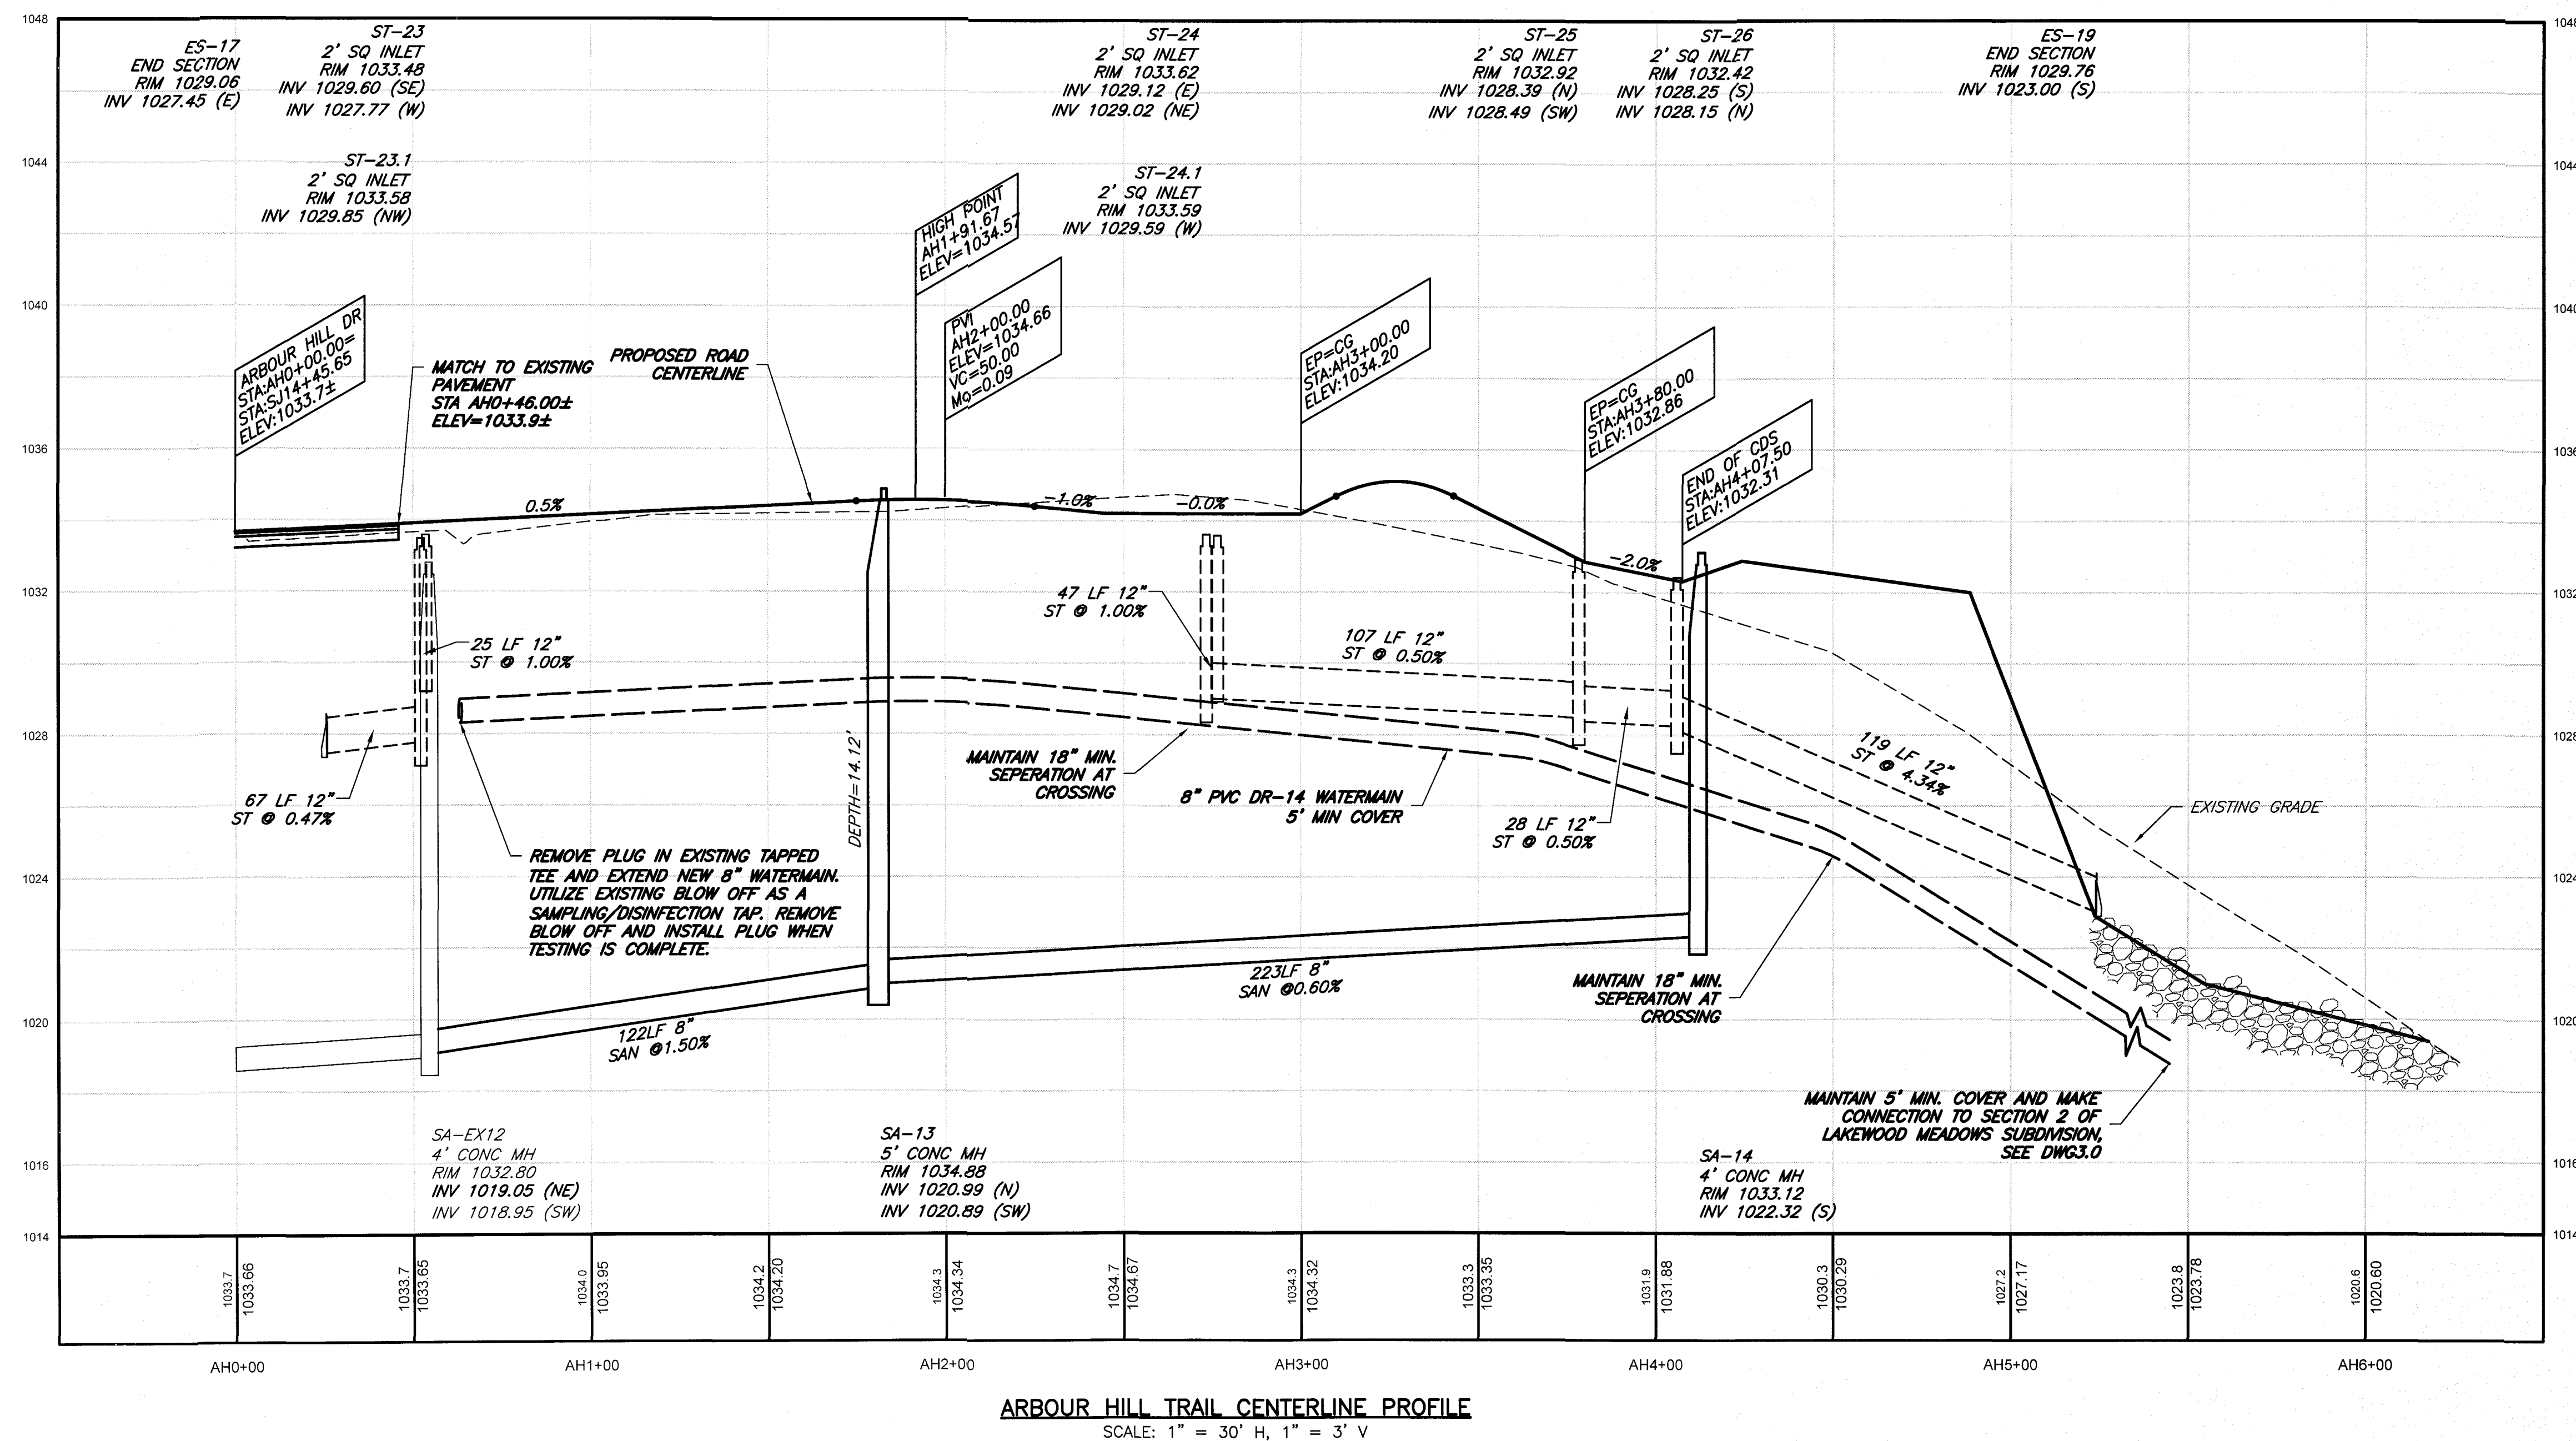 1048
1044
1040
1036
1032
1028
1024
1020
1016
1014
ES-17
END SECTION
RIM 1029.06
INV 1027.45 (E)
ST-23
2' SQ INLET
RIM 1033.48
INV 1029.60 (SE)
INV 1027.77 (W)
ST-23.1
2' SQ INLET
RIM 1033.58
INV 1029.85 (NW)
ST-24
2' SQ INLET
RIM 1033.62
INV 1029.12 (E)
INV 1029.02 (NE)
ST-24.1
2' SQ INLET
RIM 1033.59
INV 1029.59 (W)
ST-25
2' SQ INLET
RIM 1032.92
INV 1028.39 (N)
INV 1028.49 (SW)
ST-26
2' SQ INLET
RIM 1032.42
INV 1028.25 (S)
INV 1028.15 (N)
ES-19
END SECTION
RIM 1029.76
INV 1023.00 (S)
1048
1044
1040
1036
1032
1028
1024
1020
1016
1014
ARBOUR HILL DR
STA:AH0+00.00=
STA:SJ14+45.65
ELEV:1033.7±
MATCH TO EXISTING
PAVEMENT
STA AH0+46.00±
ELEV=1033.9±
PROPOSED ROAD
CENTERLINE
HIGH POINT
AH1+91.67
ELEV=1034.57
PVI
AH2+00.00
ELEV=1034.66
VC=50.00
Mo=0.09
EP=CG
STA:AH3+00.00
ELEV:1034.20
EP=CG
STA:AH3+80.00
ELEV:1032.86
END OF CDS
STA:AH4+07.50
ELEV:1032.31
0.5%
-1.0%
-0.0%
-2.0%
25 LF 12"
ST @ 1.00%
47 LF 12"
ST @ 1.00%
107 LF 12"
ST @ 0.50%
67 LF 12"
ST @ 0.47%
DEPTH=14.12'
MAINTAIN 18" MIN.
SEPERATION AT
CROSSING
8" PVC DR-14 WATERMAIN
5' MIN COVER
28 LF 12"
ST @ 0.50%
119 LF 12"
ST @ 4.34%
EXISTING GRADE
REMOVE PLUG IN EXISTING TAPPED
TEE AND EXTEND NEW 8" WATERMAIN.
UTILIZE EXISTING BLOW OFF AS A
SAMPLING/DISINFECTION TAP. REMOVE
BLOW OFF AND INSTALL PLUG WHEN
TESTING IS COMPLETE.
122LF 8"
SAN @1.50%
223LF 8"
SAN @0.60%
MAINTAIN 18" MIN.
SEPERATION AT
CROSSING
MAINTAIN 5' MIN. COVER AND MAKE
CONNECTION TO SECTION 2 OF
LAKEWOOD MEADOWS SUBDIVISION,
SEE DWG3.0
SA-EX12
4' CONC MH
RIM 1032.80
INV 1019.05 (NE)
INV 1018.95 (SW)
SA-13
5' CONC MH
RIM 1034.88
INV 1020.99 (N)
INV 1020.89 (SW)
SA-14
4' CONC MH
RIM 1033.12
INV 1022.32 (S)
1033.7
1033.66
1033.7
1033.65
1034.0
1033.95
1034.2
1034.20
1034.3
1034.34
1034.7
1034.67
1034.3
1034.32
1033.3
1033.35
1031.9
1031.88
1030.3
1030.29
1027.2
1027.17
1023.8
1023.78
1020.6
1020.60
AH0+00
AH1+00
AH2+00
AH3+00
AH4+00
AH5+00
AH6+00
ARBOUR HILL TRAIL CENTERLINE PROFILE
SCALE: 1" = 30' H, 1" = 3' V